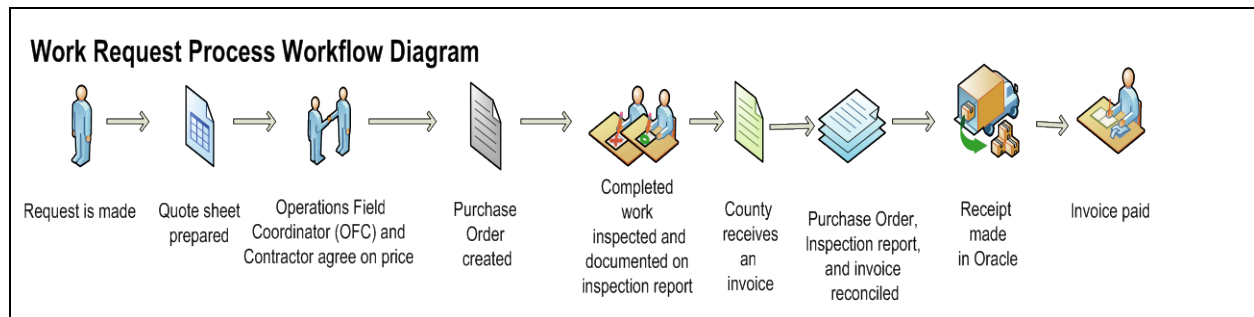 Work Request Process Workflow Diagram
Request is made
Quote sheet
prepared
Operations Field
Coordinator (OFC) and
Contractor agree on price
Purchase
Order
created
Completed
work
inspected and
documented on
inspection report
County
receives
an
invoice
Purchase Order,
Inspection report,
and invoice
reconciled
Receipt
made
in Oracle
Invoice paid